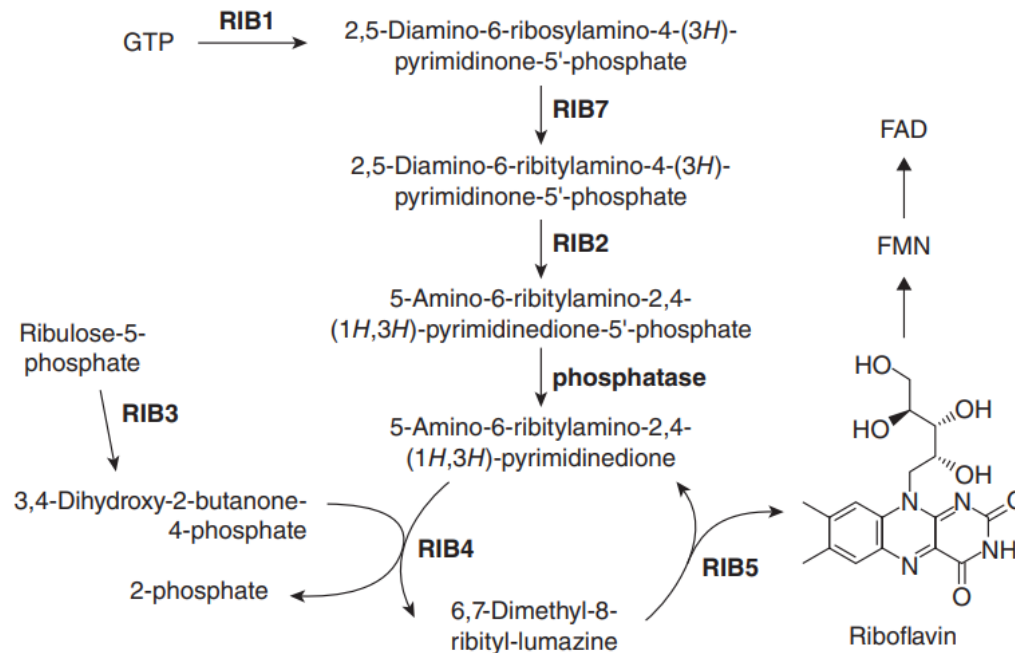 GTP
RIB1
2,5-Diamino-6-ribosylamino-4-(3H)-
pyrimidinone-5'-phosphate
RIB7
2,5-Diamino-6-ribitylamino-4-(3H)-
pyrimidinone-5'-phosphate
RIB2
5-Amino-6-ribitylamino-2,4-
(1H,3H)-pyrimidinedione-5'-phosphate
phosphatase
5-Amino-6-ribitylamino-2,4-
(1H,3H)-pyrimidinedione
Ribulose-5-
phosphate
RIB3
3,4-Dihydroxy-2-butanone-
4-phosphate
RIB4
2-phosphate
6,7-Dimethyl-8-
ribityl-lumazine
RIB5
FAD
FMN
HO
HO
OH
OH
N
N
O
NH
N
O
Riboflavin